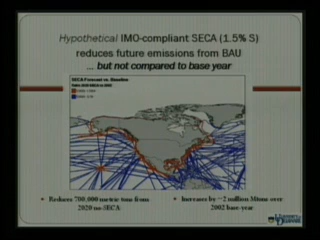 Hypothetical IMO-compliant SECA (1.5% S)
reduces future emissions from BAU
... but not compared to base year
SECA Forecast vs. Baseline
• Reduces 700,000 metric tons from
2020 no-SECA
• Increases by ~2 million Mtons over
2002 base-year